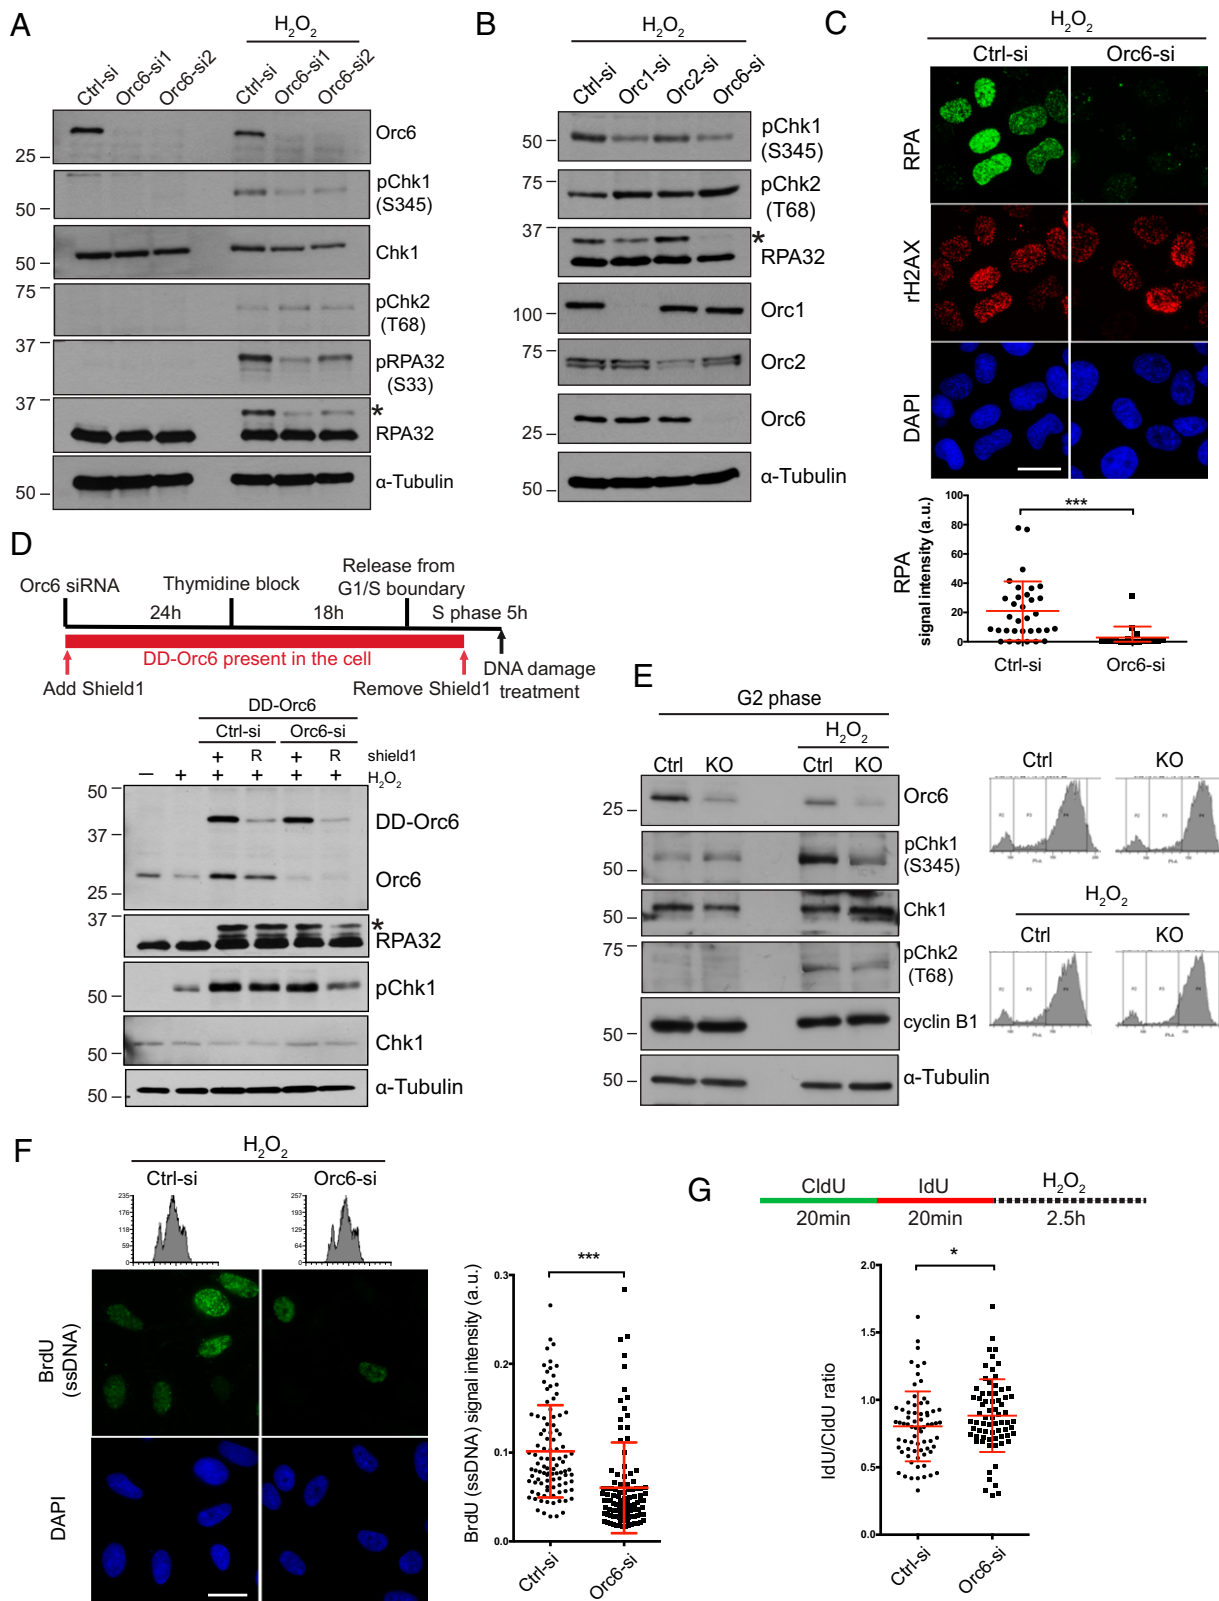 A
H2O2
Ctrl-si Orc6-si1 Orc6-si2 Ctrl-si Orc6-si1 Orc6-si2
25
Orc6
50
pChk1
(S345)
50
Chk1
75
pChk2
(T68)
37
pRPA32
(S33)
37
*
RPA32
50
α-Tubulin
B
H2O2
Ctrl-si Orc1-si Orc2-si Orc6-si
50
pChk1
(S345)
75
pChk2
(T68)
37
*
RPA32
100
Orc1
75
Orc2
25
Orc6
50
α-Tubulin
C
H2O2
Ctrl-si Orc6-si
RPA
rH2AX
DAPI
RPA
signal intensity (a.u.)
100
80
60
40
20
0
***
Ctrl-si Orc6-si
D
Orc6 siRNA
Thymidine block
Release from
G1/S boundary
24h 18h S phase 5h
DD-Orc6 present in the cell
Add Shield1
Remove Shield1
DNA damage
treatment
DD-Orc6
Ctrl-si Orc6-si
+ R + R shield1
– + + + + + H2O2
50
37
25
DD-Orc6
Orc6
37
*
RPA32
50
pChk1
50
Chk1
50
α-Tubulin
E
G2 phase
H2O2
Ctrl KO Ctrl KO
25
Orc6
50
pChk1
(S345)
50
Chk1
75
pChk2
(T68)
50
cyclin B1
50
α-Tubulin
Ctrl KO
H2O2
Ctrl KO
F
H2O2
Ctrl-si Orc6-si
235
176
118
59
0
257
193
129
64
0
BrdU
(ssDNA)
DAPI
BrdU (ssDNA) signal intensity (a.u.)
0.3
0.2
0.1
0.0
***
Ctrl-si Orc6-si
G
CldU IdU H2O2
20min 20min 2.5h
IdU/CldU ratio
2.0
1.5
1.0
0.5
0.0
*
Ctrl-si Orc6-si